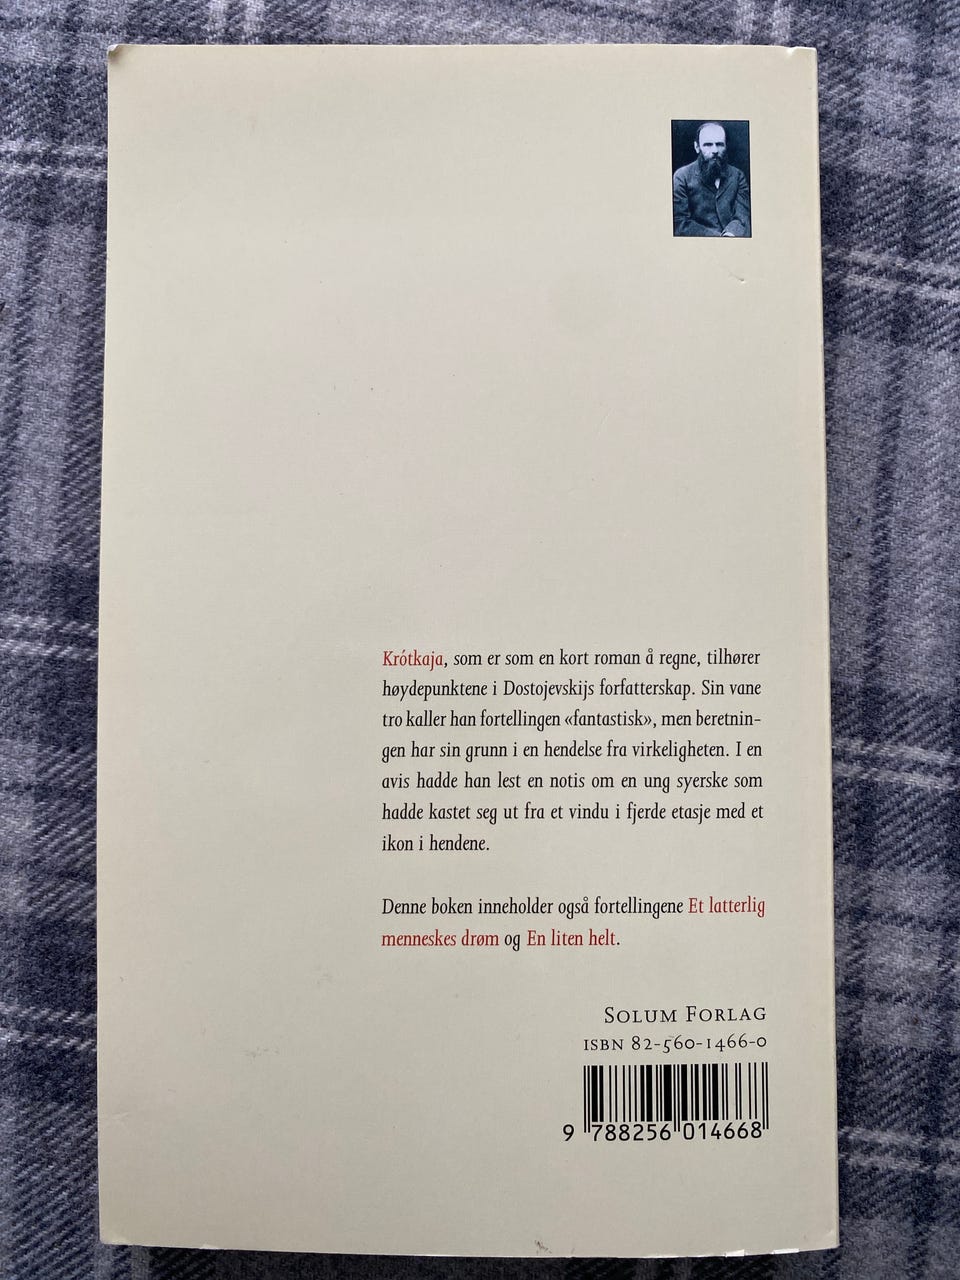 Krótkaja, som er som en kort roman å regne, tilhører
høydepunktene i Dostojevskijs forfatterskap. Sin vane
tro kaller han fortellingen «fantastisk», men beretnin-
gen har sin grunn i en hendelse fra virkeligheten. I en
avis hadde han lest en notis om en ung syerske som
hadde kastet seg ut fra et vindu i fjerde etasje med et
ikon i hendene.
Denne boken inneholder også fortellingene Et latterlig
menneskes drøm og En liten helt.
SOLUM FORLAG
ISBN 82-560-1466-0
9 788256 014668